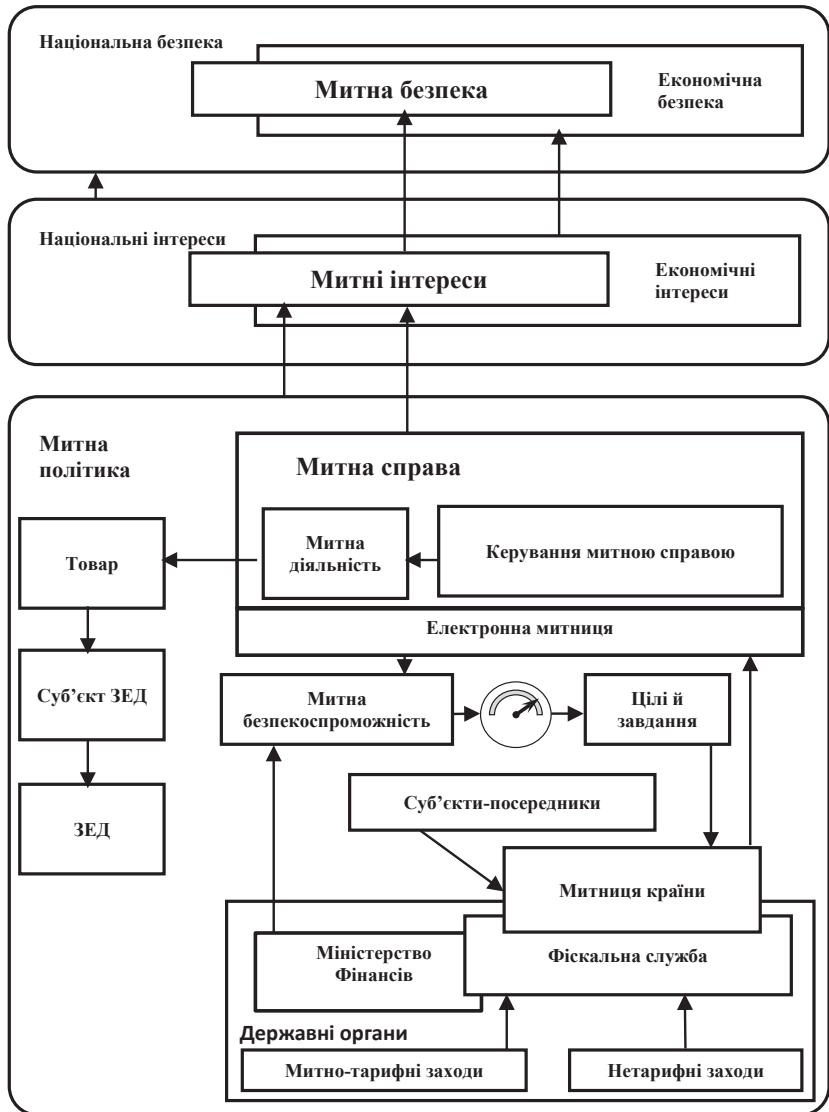 Національна безпека
Митна безпека
Економічна
безпека
Національні інтереси
Митні інтереси
Економічні
інтереси
Митна
політика
Митна справа
Митна
діяльність
Керування митною справою
Товар
Електронна митниця
Суб’єкт ЗЕД
Митна
безпекоспроможність
Цілі й
завдання
ЗЕД
Суб’єкти-посередники
Митниця країни
Міністерство
Фінансів
Фіскальна служба
Державні органи
Митно-тарифні заходи
Нетарифні заходи